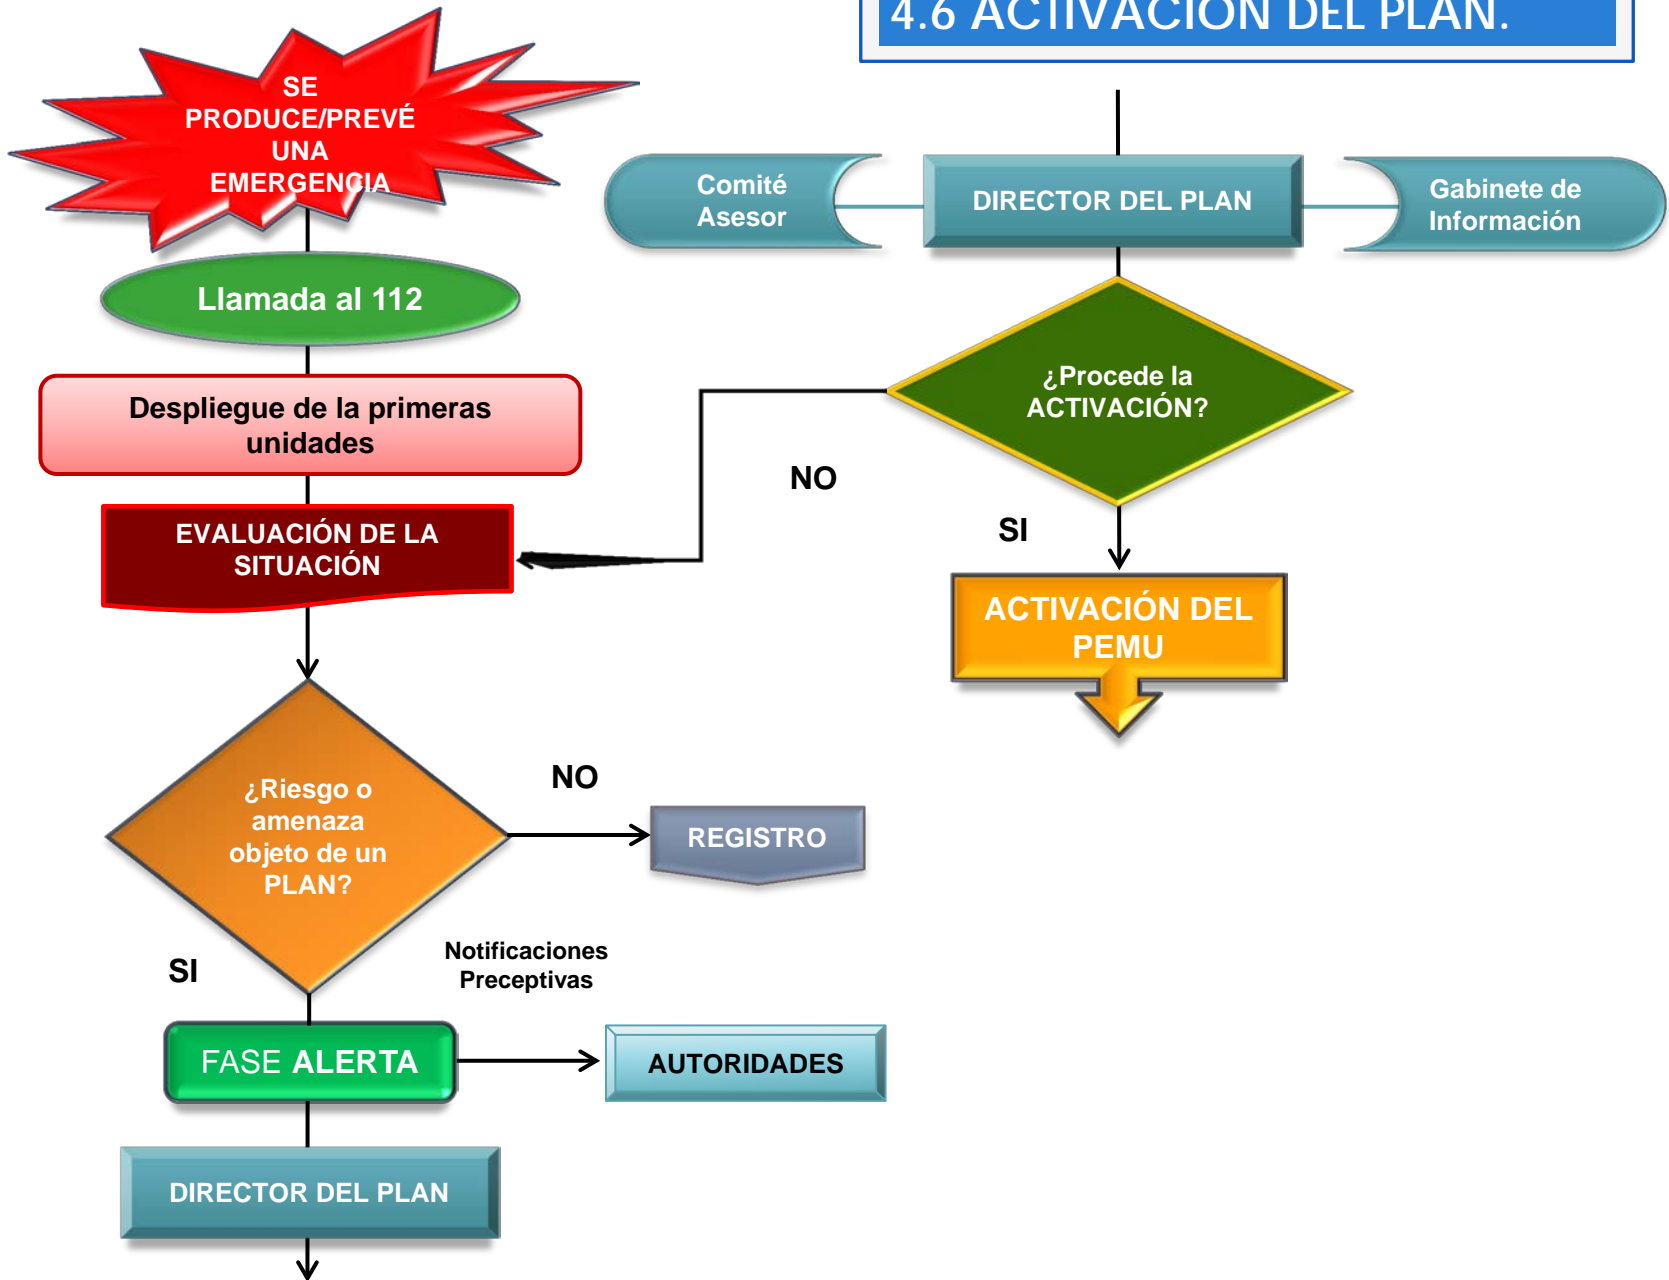 4.6 ACTIVACIÓN DEL PLAN.
SE
PRODUCE/PREVÉ
UNA
EMERGENCIA
Llamada al 112
Despliegue de la primeras
unidades
EVALUACIÓN DE LA
SITUACIÓN
¿Riesgo o
amenaza
objeto de un
PLAN?
NO
REGISTRO
SI
Notificaciones
Preceptivas
FASE ALERTA
AUTORIDADES
DIRECTOR DEL PLAN
Comité
Asesor
DIRECTOR DEL PLAN
Gabinete de
Información
¿Procede la
ACTIVACIÓN?
NO
SI
ACTIVACIÓN DEL
PEMU